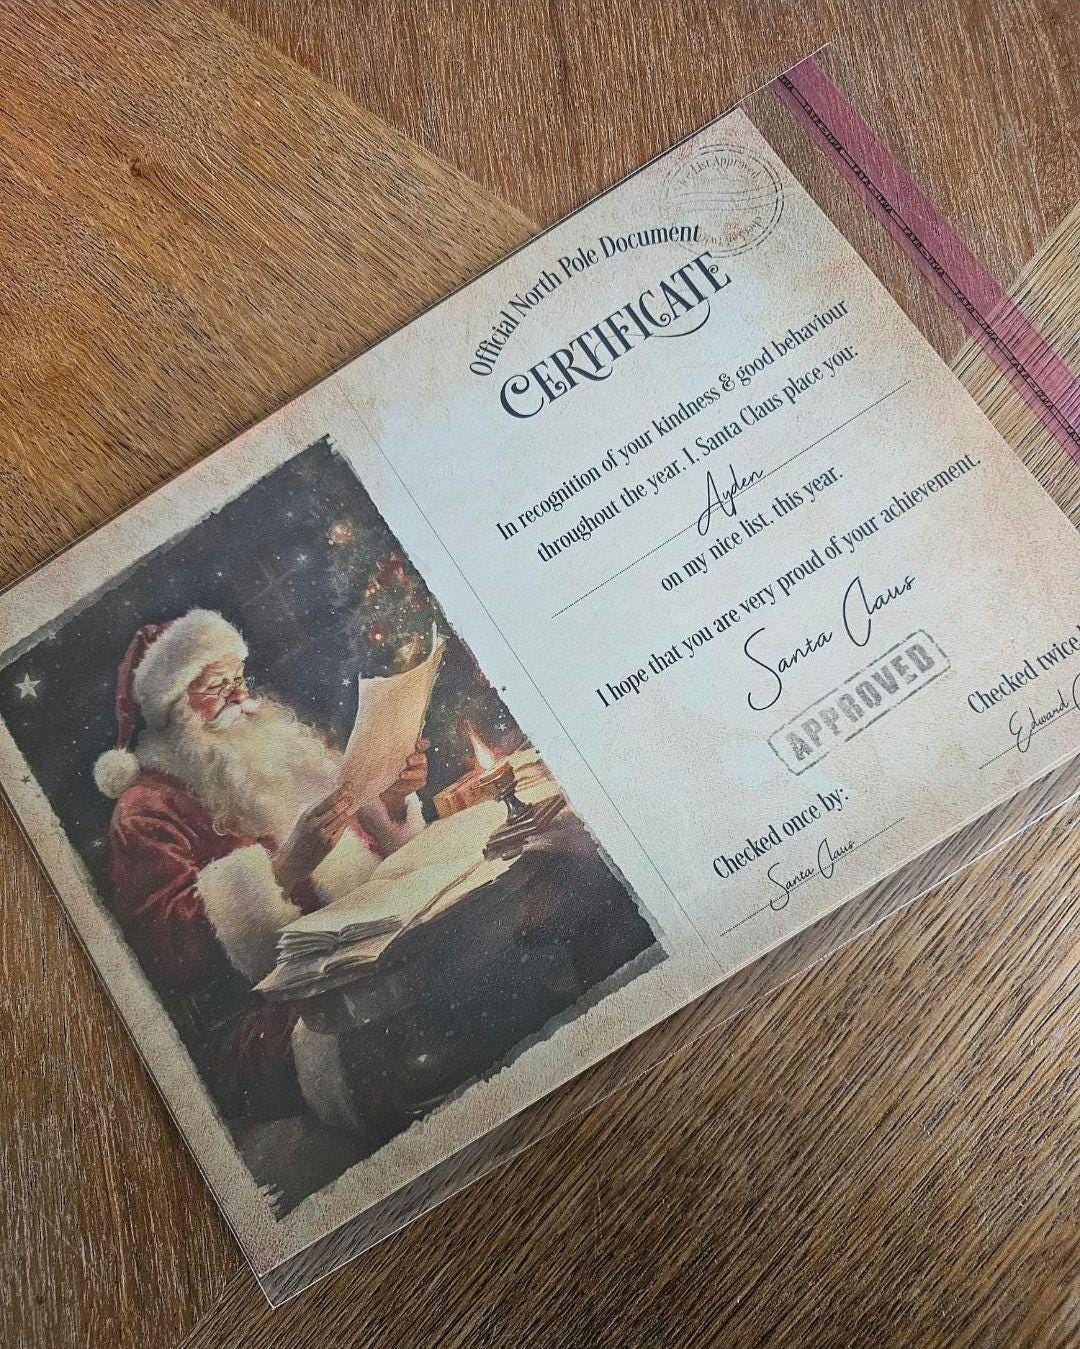 List Approved
Official North Pole Document
CERTIFICATE
In recognition of your kindness & good behaviour
throughout the year. I, Santa Claus place you:
Ayden
on my nice list, this year.
I hope that you are very proud of your achievement.
Santa Claus
APPROVED
Checked once by:
Santa Claus
Checked twice
Edward